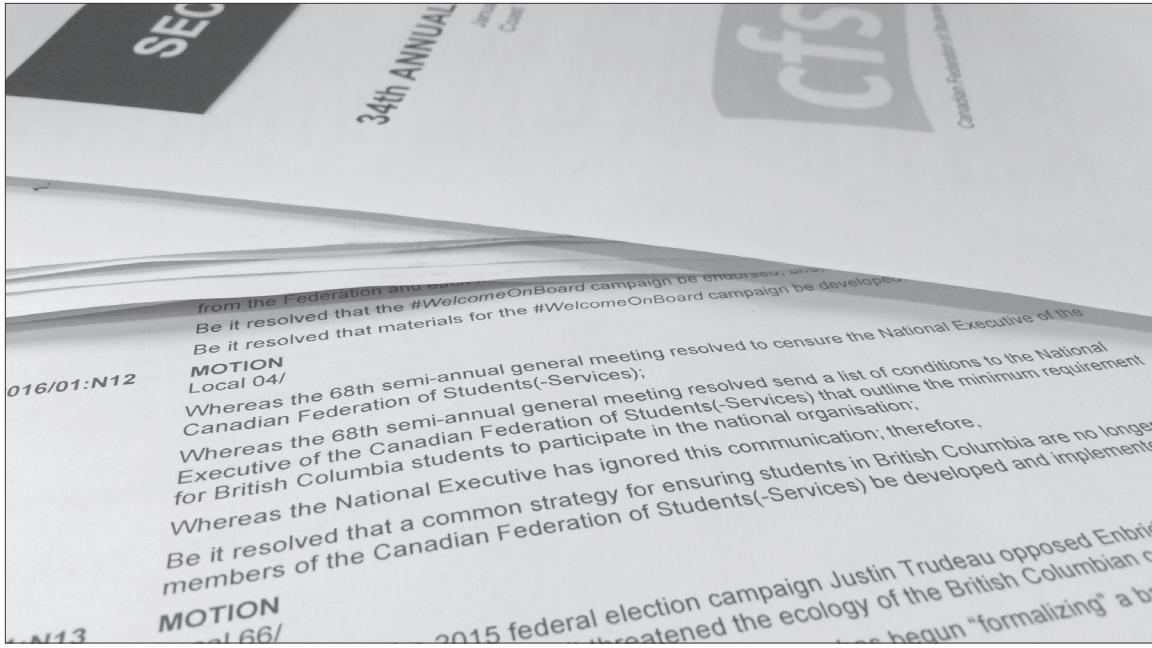 SEC
34th ANNUAL
Coast
cfs
Canadian Federation of
1.
from the Federation and each
Be it resolved that the #WelcomeOnBoard campaign be endorsed; and,
Be it resolved that materials for the #WelcomeOnBoard campaign be developed.
016/01:N12
MOTION
Local 04/
Whereas the 68th semi-annual general meeting resolved to censure the National Executive of the
Canadian Federation of Students(-Services);
Whereas the 68th semi-annual general meeting resolved send a list of conditions to the National
Executive of the Canadian Federation of Students(-Services) that outline the minimum requirement
for British Columbia students to participate in the national organisation;
Whereas the National Executive has ignored this communication; therefore,
Be it resolved that a common strategy for ensuring students in British Columbia are no longer
members of the Canadian Federation of Students(-Services) be developed and implemente
:N13
MOTION
cal 66/
2015 federal election campaign Justin Trudeau opposed Enbri
threatened the ecology of the British Columbian
has begun "formalizing" a b